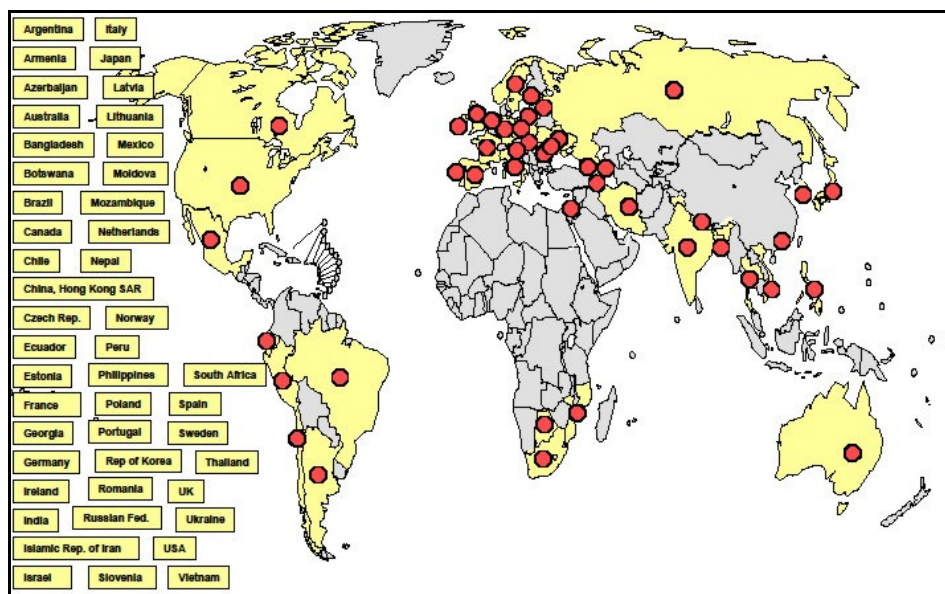 Argentina Italy
Armenia Japan
Azerbaijan Latvia
Australia Lithuania
Bangladesh Mexico
Botswana Moldova
Brazil Mozambique
Canada Netherlands
Chile Nepal
China, Hong Kong SAR
Czech Rep. Norway
Ecuador Peru
Estonia Philippines South Africa
France Poland Spain
Georgia Portugal Sweden
Germany Rep of Korea Thailand
Ireland Romania UK
India Russian Fed. Ukraine
Islamic Rep. of Iran USA
Israel Slovenia Vietnam